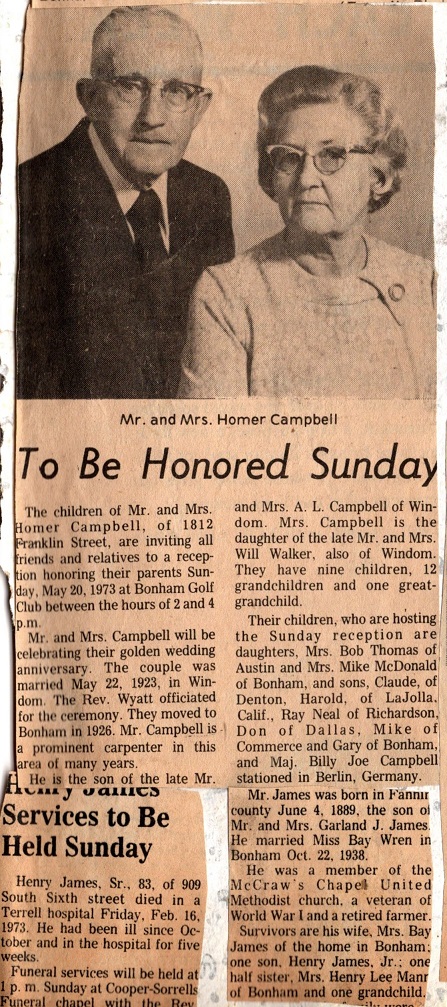 Mr. and Mrs. Homer Campbell
To Be Honored Sunday
The children of Mr. and Mrs.
Homer Campbell, of 1812
Franklin Street, are inviting all
friends and relatives to a recep-
tion honoring their parents Sun-
day, May 20, 1973 at Bonham Golf
Club between the hours of 2 and 4
p.m.
Mr. and Mrs. Campbell will be
celebrating their golden wedding
anniversary. The couple was
married May 22, 1923, in Win-
dom. The Rev. Wyatt officiated
for the ceremony. They moved to
Bonham in 1926. Mr. Campbell is
a prominent carpenter in this
area of many years.
He is the son of the late Mr.
and Mrs. A. L. Campbell of Win-
dom. Mrs. Campbell is the
daughter of the late Mr. and Mrs.
Will Walker, also of Windom.
They have nine children, 12
grandchildren and one great-
grandchild.
Their children, who are hosting
the Sunday reception are
daughters, Mrs. Bob Thomas of
Austin and Mrs. Mike McDonald
of Bonham, and sons, Claude, of
Denton, Harold, of LaJolla,
Calif., Ray Neal of Richardson,
Don of Dallas, Mike of
Commerce and Gary of Bonham,
and Maj. Billy Joe Campbell
stationed in Berlin, Germany.
Henry James
Services to Be
Held Sunday
Henry James, Sr., 83, of 909
South Sixth street died in a
Terrell hospital Friday, Feb. 16,
1973. He had been ill since Oc-
tober and in the hospital for five
weeks.
Funeral services will be held at
1 p. m. Sunday at Cooper-Sorrells
Funeral chapel with the Rev.
Mr. James was born in Fannin
county June 4, 1889, the son of
Mr. and Mrs. Garland J. James.
He married Miss Bay Wren in
Bonham Oct. 22, 1938.
He was a member of the
McCraw's Chapel United
Methodist church, a veteran of
World War I and a retired farmer.
Survivors are his wife, Mrs. Bay
James of the home in Bonham;
one son, Henry James, Jr.; one
half sister, Mrs. Henry Lee Mann
of Bonham and one grandchild.